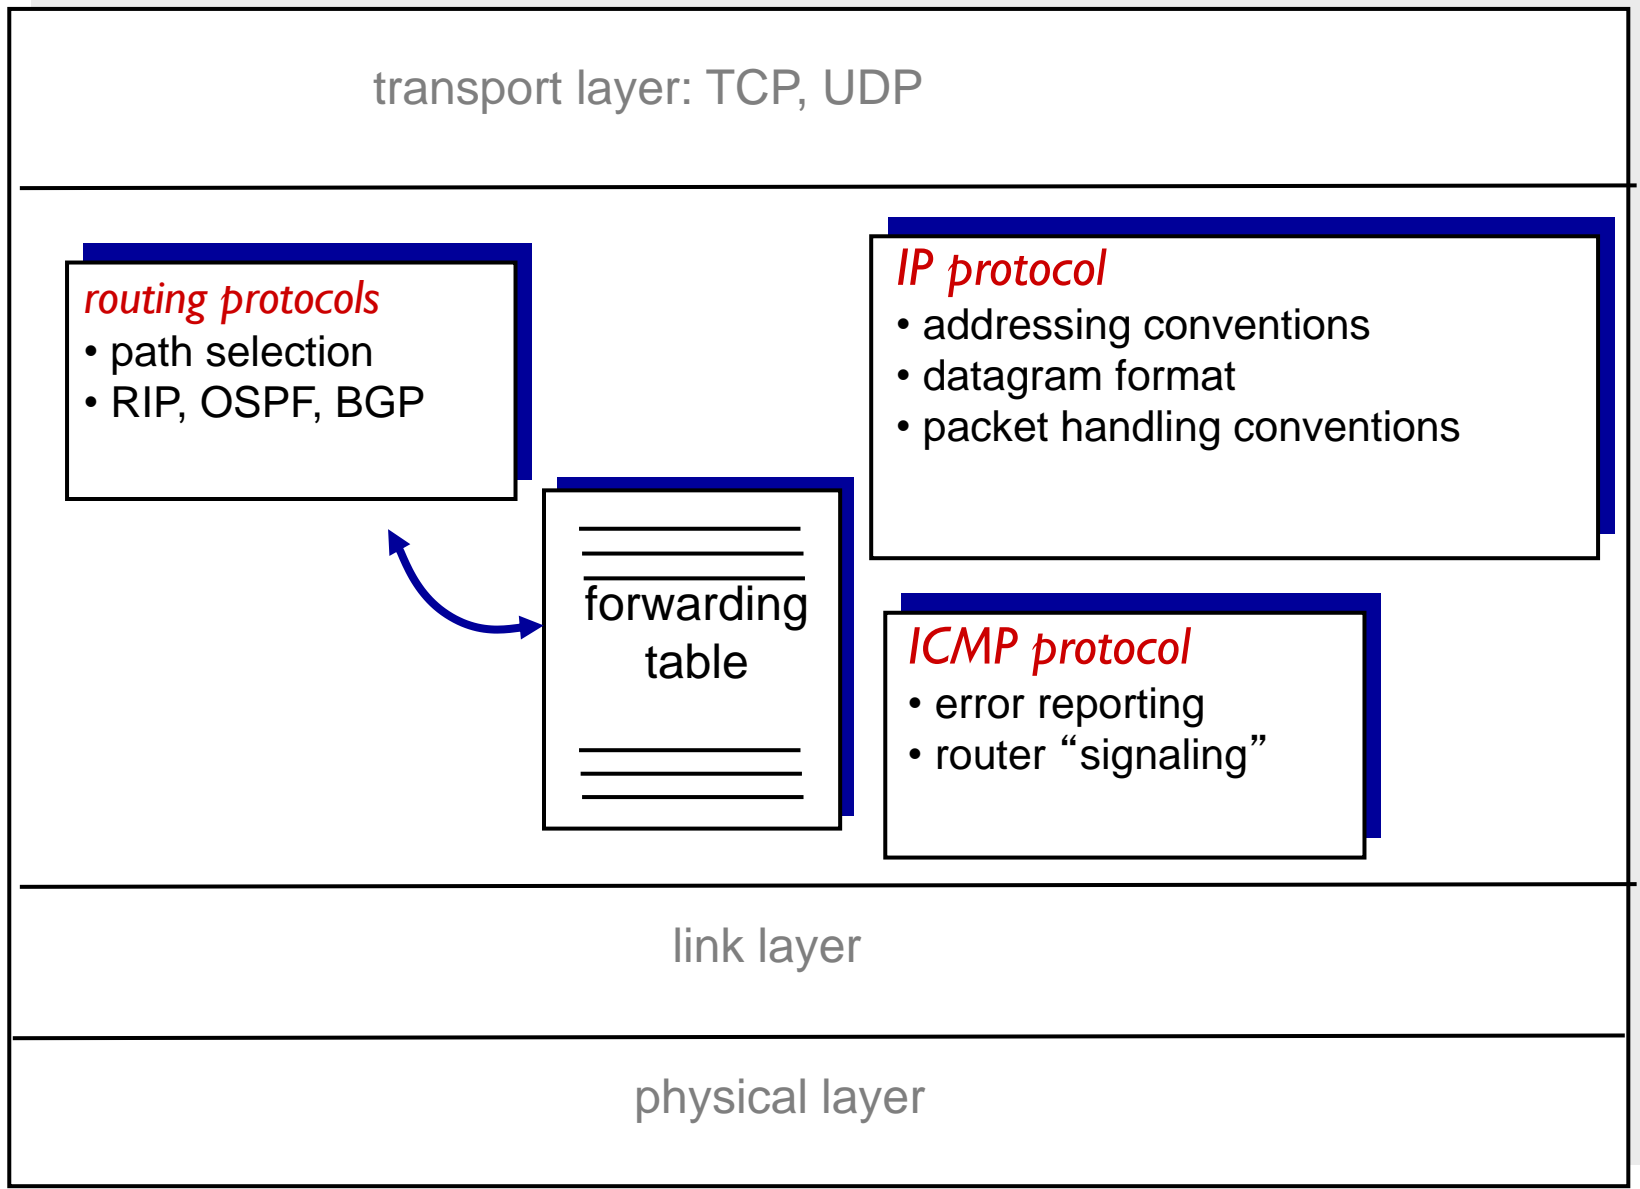 transport layer: TCP, UDP
routing protocols
• path selection
• RIP, OSPF, BGP
IP protocol
• addressing conventions
• datagram format
• packet handling conventions
forwarding
table
ICMP protocol
• error reporting
• router “signaling”
link layer
physical layer